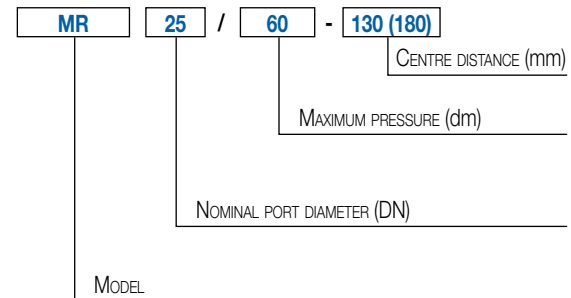 MR 25 / 60 - 130 (180)
CENTRE DISTANCE (mm)
MAXIMUM PRESSURE (dm)
NOMINAL PORT DIAMETER (DN)
MODEL